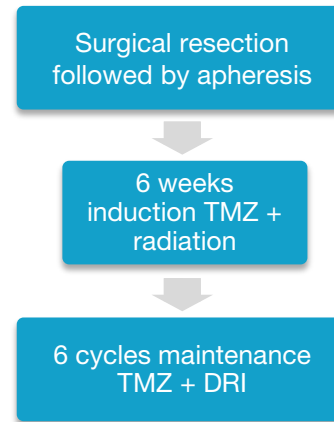 Surgical resection
followed by apheresis
6 weeks
induction TMZ +
radiation
6 cycles maintenance
TMZ + DRI